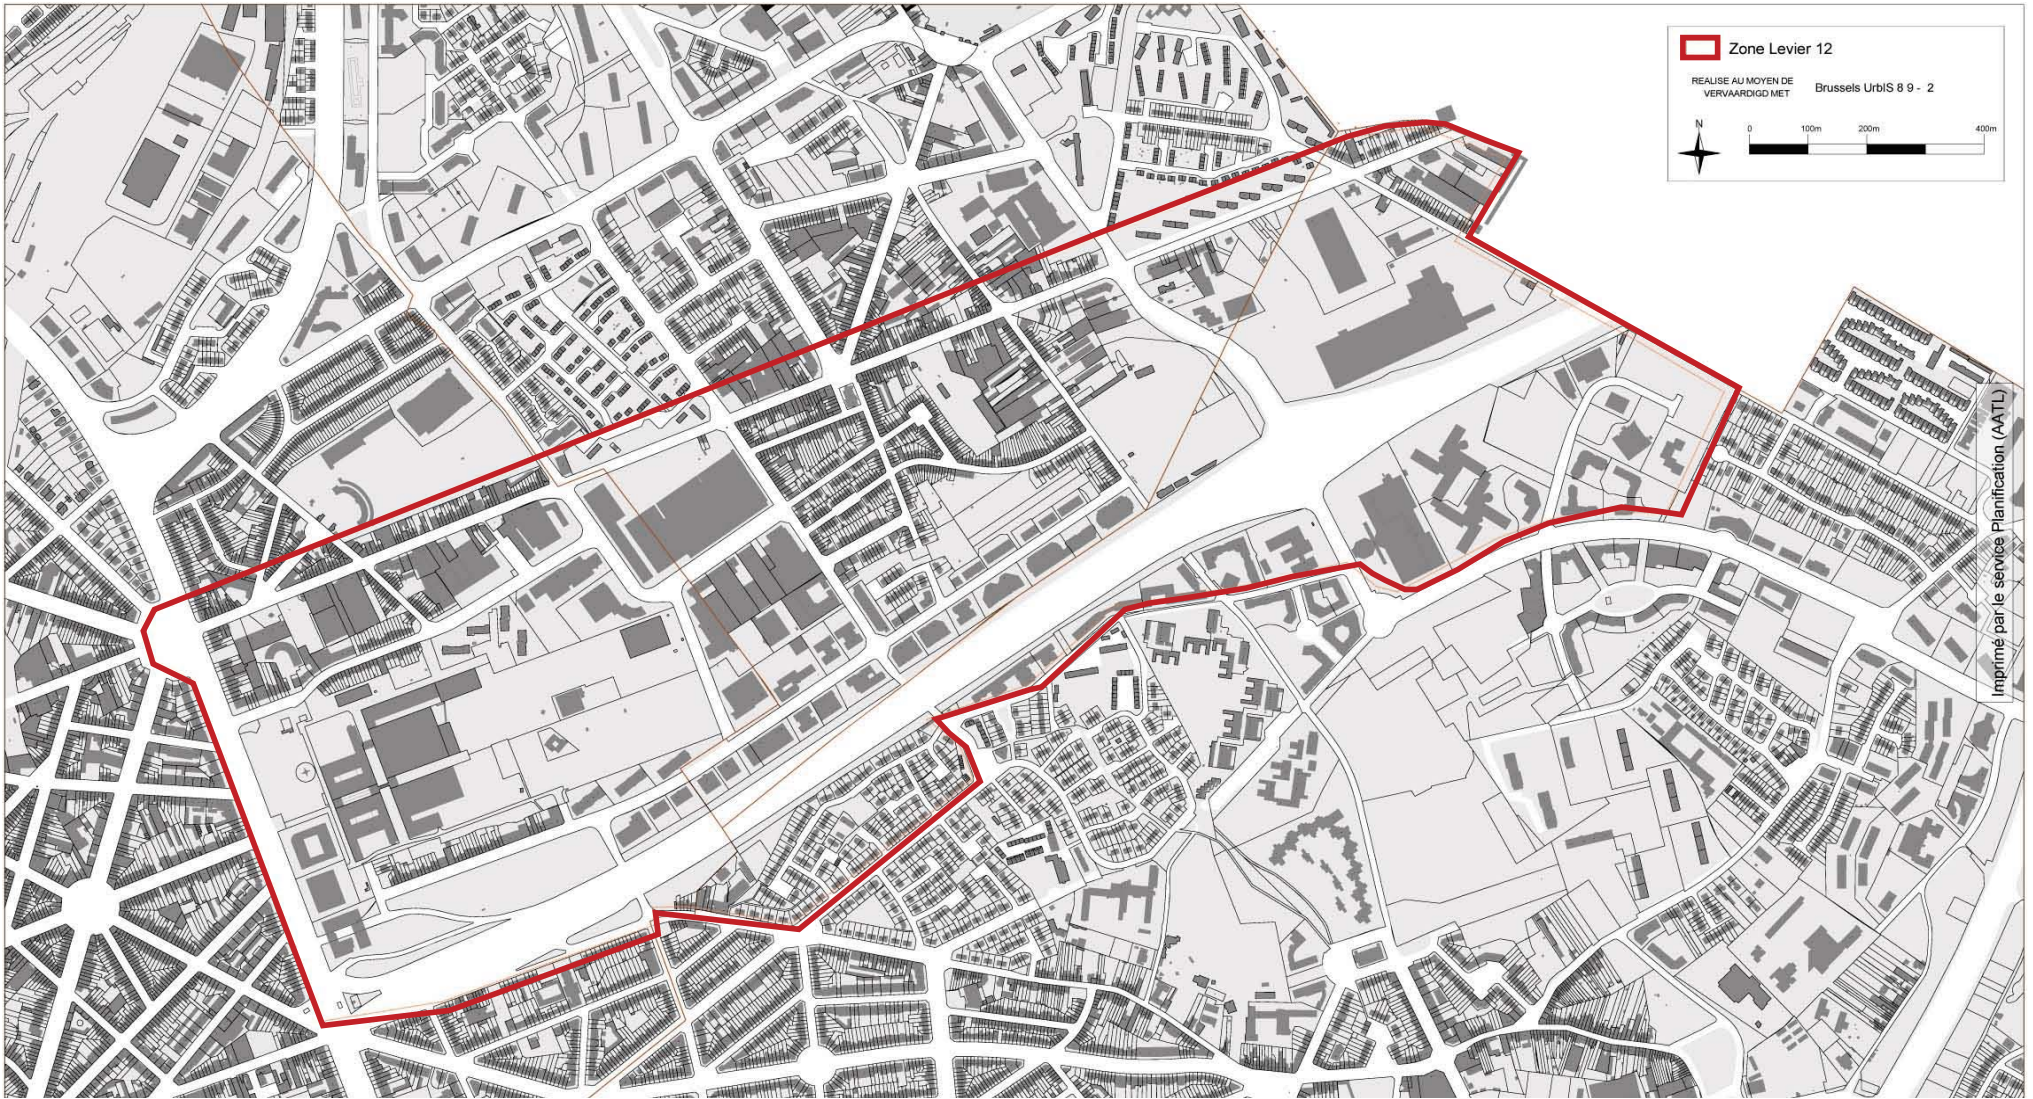 Zone Levier 12
REALISE AU MOYEN DE
VERVAARDIGD MET
Brussels UrbIS 8 9 - 2
N
0 100m 200m 400m
Imprimé par le service Planification (AATL)